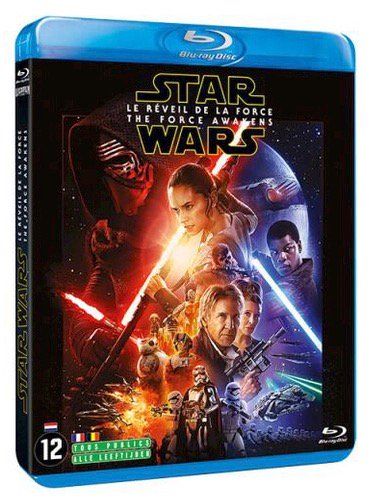 Blu-ray Disc
STAR
LE RÉVEIL DE LA FORCE
THE FORCE AWAKENS
WARS
STAR WARS
LE RÉVEIL DE LA FORCE
THE FORCE AWAKENS
12
TOUS PUBLICS
ALLE LEEFTIJDEN
Blu-ray Disc